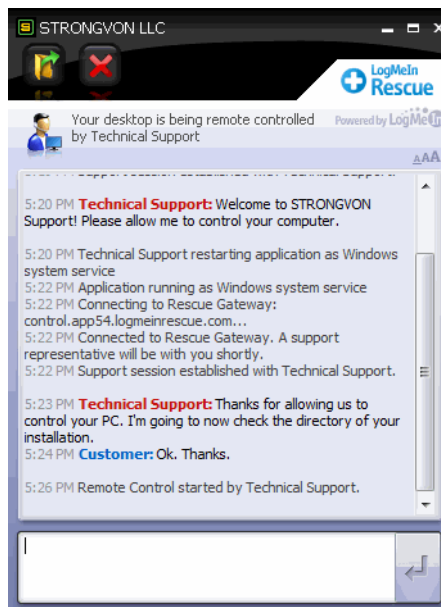 STRONGVON LLC
LogMeIn
Rescue
Your desktop is being remote controlled
by Technical Support
Powered by LogMeIn
AAA
5:20 PM Technical Support: Welcome to STRONGVON
Support! Please allow me to control your computer.
5:20 PM Technical Support restarting application as Windows
system service
5:22 PM Application running as Windows system service
5:22 PM Connecting to Rescue Gateway:
control.app54.logmeinrescue.com...
5:22 PM Connected to Rescue Gateway. A support
representative will be with you shortly.
5:22 PM Support session established with Technical Support.
5:23 PM Technical Support: Thanks for allowing us to
control your PC. I'm going to now check the directory of your
installation.
5:24 PM Customer: Ok. Thanks.
5:26 PM Remote Control started by Technical Support.